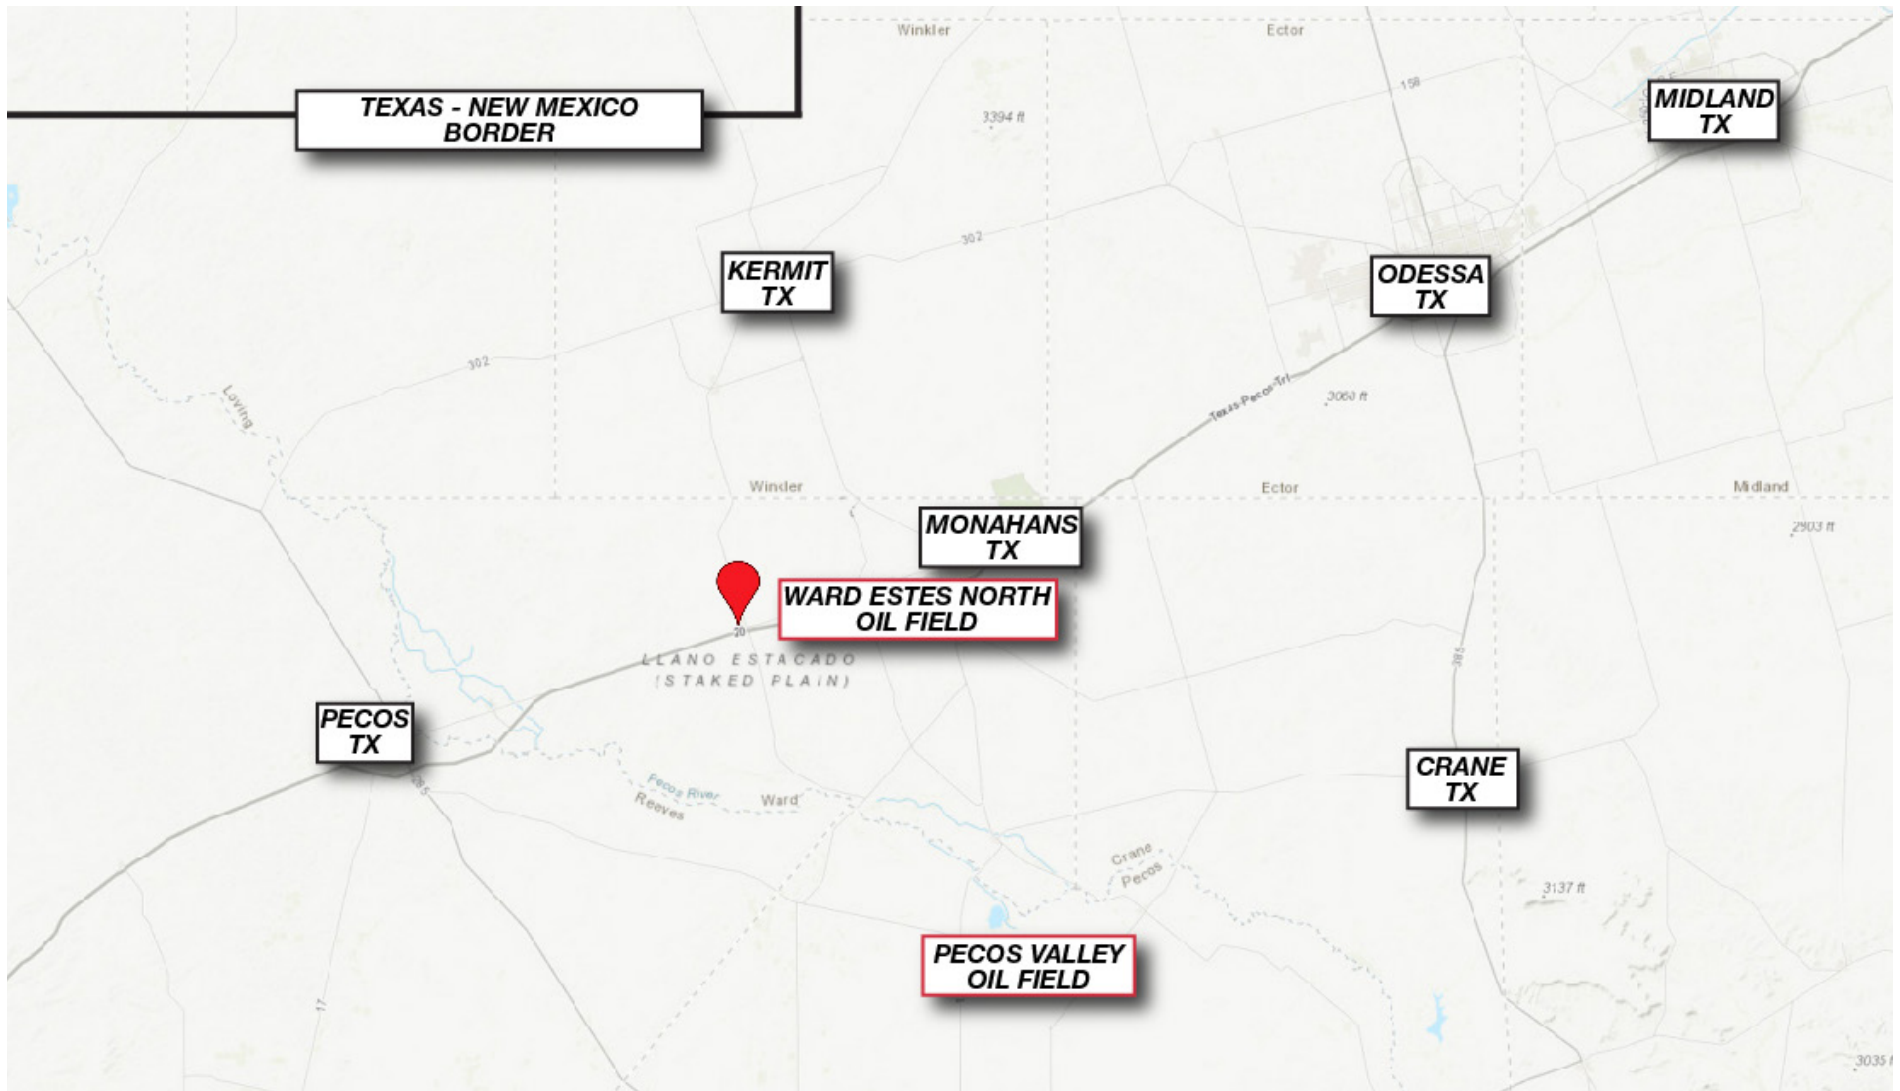 Winkler
Ector
TEXAS - NEW MEXICO
BORDER
158
MIDLAND
TX
3394 ft
302
KERMIT
TX
ODESSA
TX
302
Texas-Pecos-Trl
3060 ft
Loving
Winkler
Ector
Midland
MONAHANS
TX
2903 ft
WARD ESTES NORTH
OIL FIELD
20
LLANO ESTACADO
(STAKED PLAIN)
385
PECOS
TX
285
CRANE
TX
Pecos River
Reeves
Ward
Crane
Pecos
3137 ft
PECOS VALLEY
OIL FIELD
17
3035 f